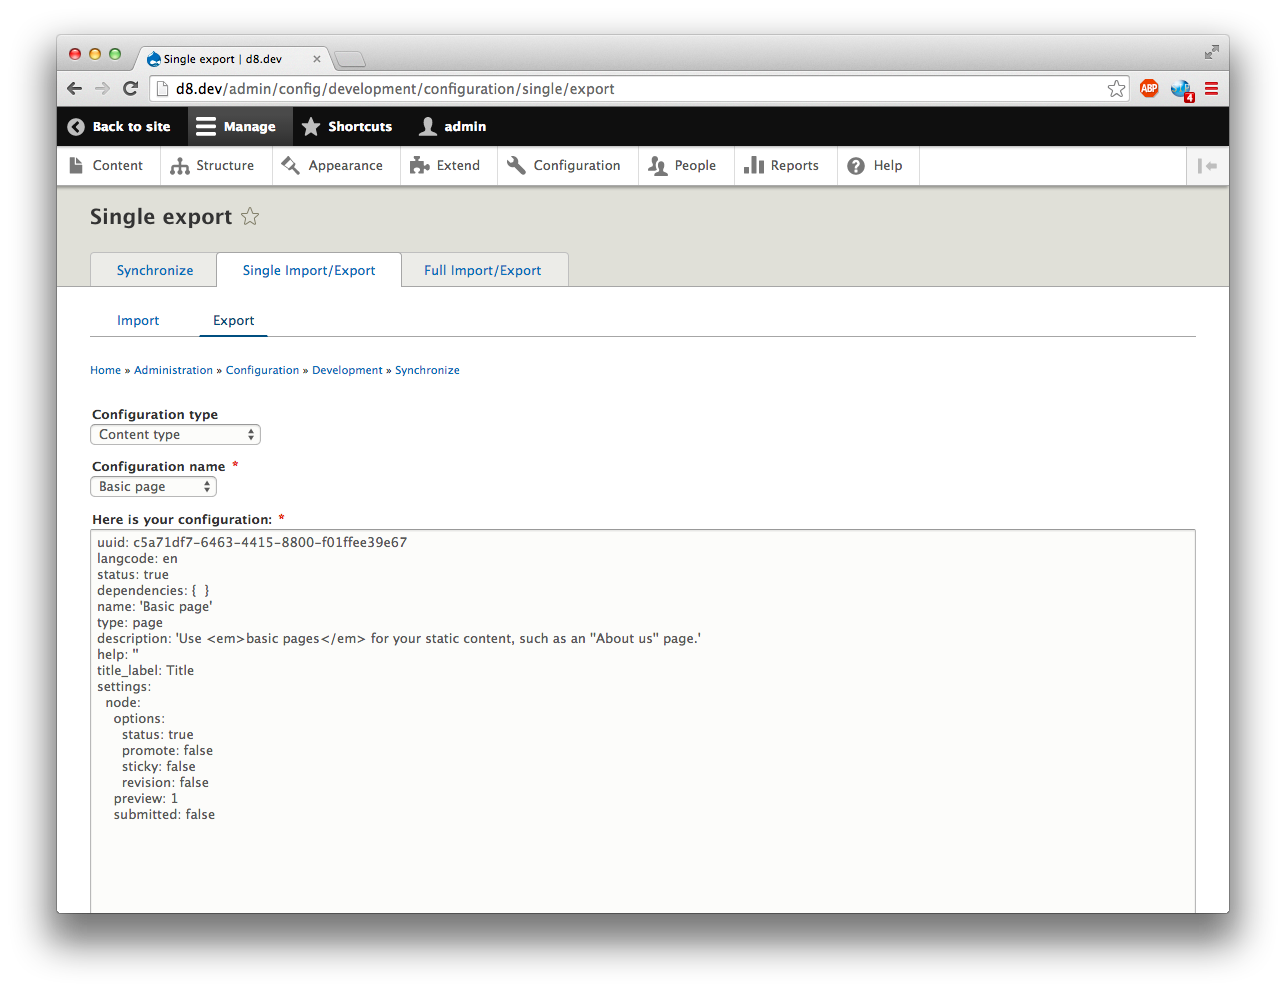 Single export | d8.dev
d8.dev/admin/config/development/configuration/single/export
ABP
4
Back to site Manage Shortcuts admin
Content Structure Appearance Extend Configuration People Reports Help
Single export
Synchronize Single Import/Export Full Import/Export
Import Export
Home » Administration » Configuration » Development » Synchronize
Configuration type
Content type
Configuration name *
Basic page
Here is your configuration: *
uuid: c5a71df7-6463-4415-8800-f01ffee39e67
langcode: en
status: true
dependencies: {  }
name: 'Basic page'
type: page
description: 'Use <em>basic pages</em> for your static content, such as an "About us" page.'
help: ''
title_label: Title
settings:
  node:
    options:
      status: true
      promote: false
      sticky: false
      revision: false
    preview: 1
    submitted: false